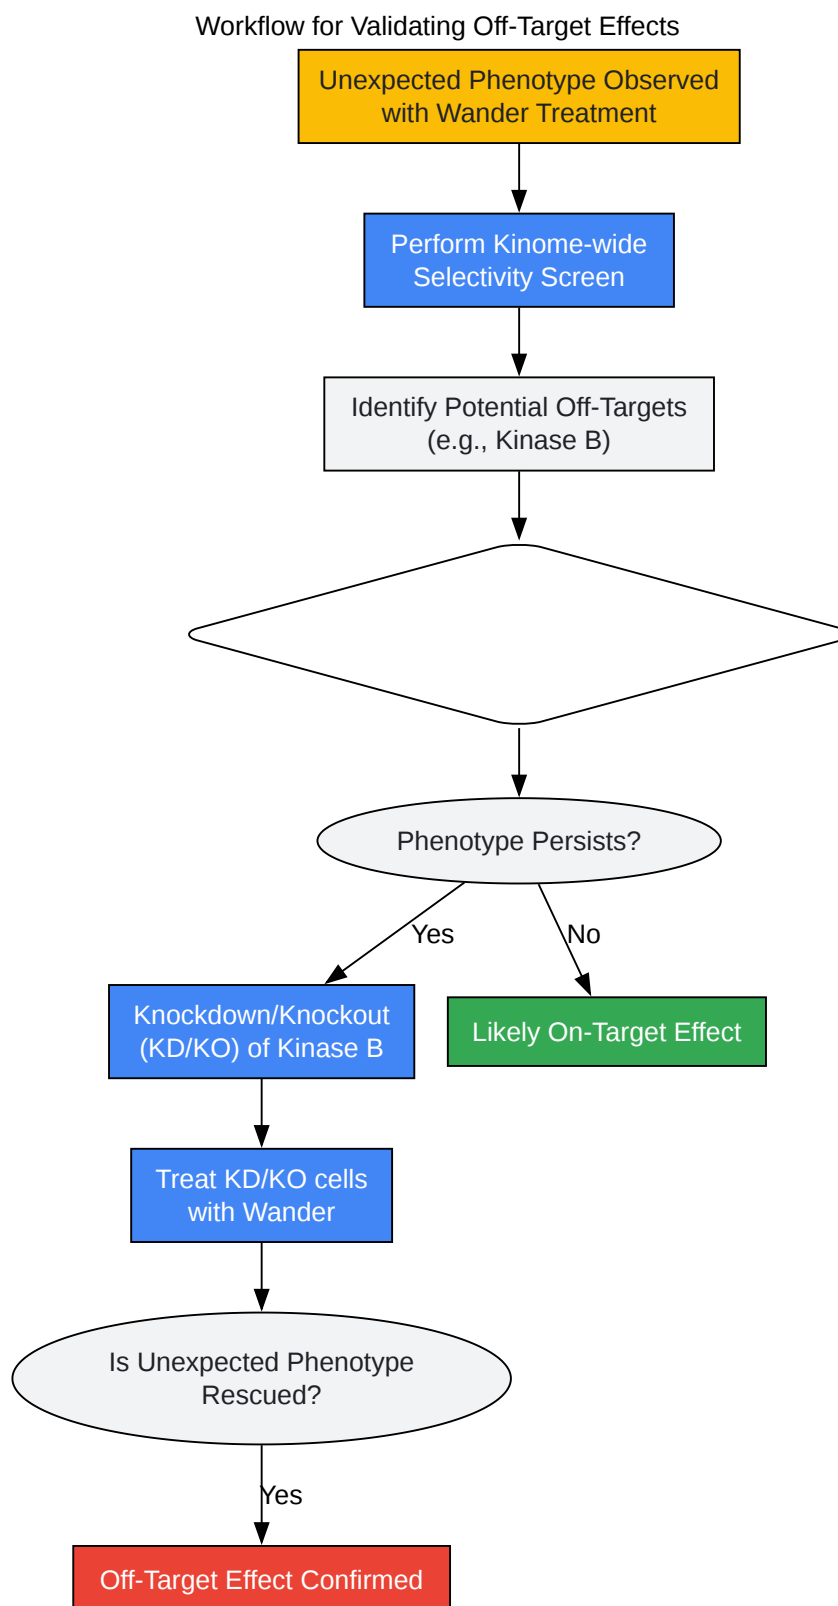 Workflow for Validating Off-Target Effects
Unexpected Phenotype Observed
with Wander Treatment
Perform Kinome-wide
Selectivity Screen
Identify Potential Off-Targets
(e.g., Kinase B)
Phenotype Persists?
Yes
No
Knockdown/Knockout
(KD/KO) of Kinase B
Likely On-Target Effect
Treat KD/KO cells
with Wander
Is Unexpected Phenotype
Rescued?
Yes
Off-Target Effect Confirmed